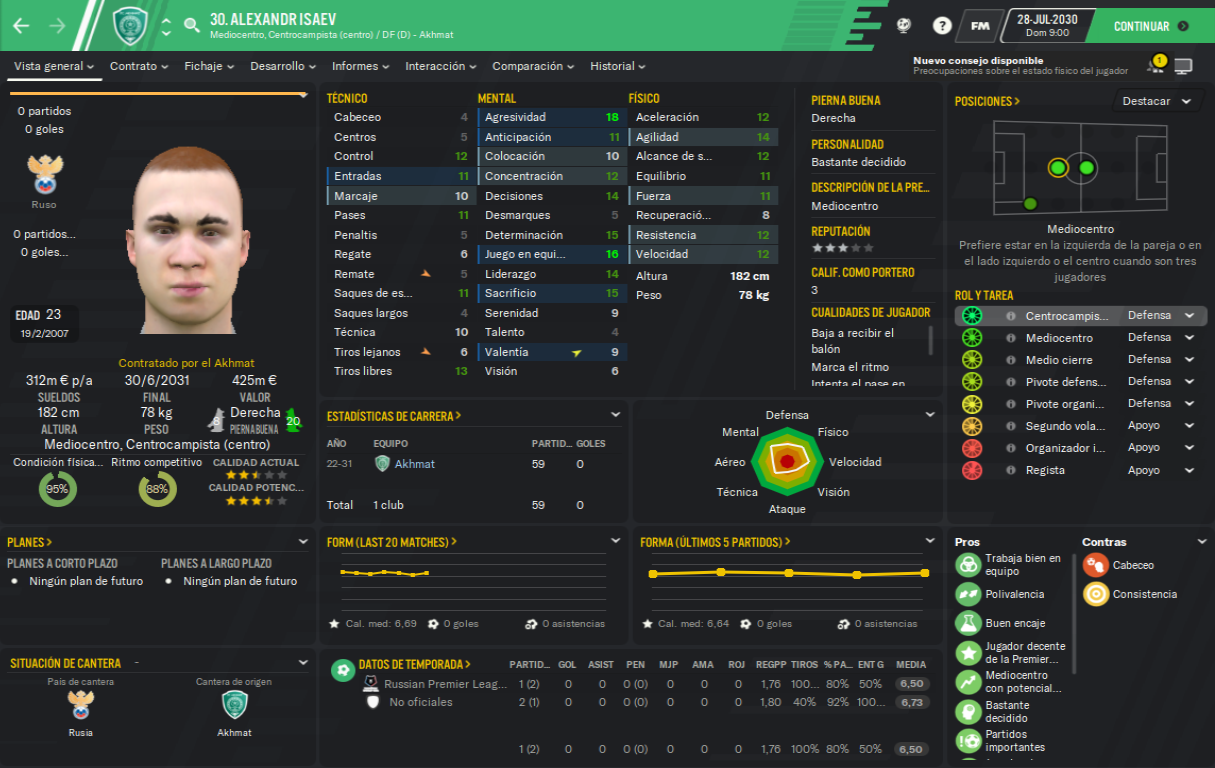 30. ALEXANDR ISAEV
Mediocentro, Centrocampista (centro) / DF (D) - Akhmat
?
FM
28-JUL-2030
Dom 9:00
CONTINUAR
Vista general
Contrato
Fichaje
Desarrollo
Informes
Interacción
Comparación
Historial
Nuevo consejo disponible
Preocupaciones sobre el estado físico del jugador
1
0 partidos
0 goles
Ruso
0 partidos...
0 goles...
EDAD 23
19/2/2007
Contratado por el Akhmat
312m € p/a
30/6/2031
425m €
SUELDOS
FINAL
VALOR
182 cm
78 kg
8
Derecha
20
ALTURA
PESO
PIERNA BUENA
Mediocentro, Centrocampista (centro)
Condición física...
Ritmo competitivo
CALIDAD ACTUAL
95%
88%
CALIDAD POTENC...
TÉCNICO
Cabeceo 4
Centros 5
Control 12
Entradas 11
Marcaje 10
Pases 11
Penaltis 5
Regate 6
Remate 5
Saques de es... 11
Saques largos 4
Técnica 10
Tiros lejanos 6
Tiros libres 13
MENTAL
Agresividad 18
Anticipación 11
Colocación 10
Concentración 12
Decisiones 14
Desmarques 5
Determinación 15
Juego en equi... 16
Liderazgo 14
Sacrificio 15
Serenidad 9
Talento 4
Valentía 9
Visión 6
FÍSICO
Aceleración 12
Agilidad 14
Alcance de s... 12
Equilibrio 11
Fuerza 11
Recuperació... 8
Resistencia 12
Velocidad 12
Altura 182 cm
Peso 78 kg
PIERNA BUENA
Derecha
PERSONALIDAD
Bastante decidido
DESCRIPCIÓN DE LA PRE...
Mediocentro
REPUTACIÓN
CALIF. COMO PORTERO
3
CUALIDADES DE JUGADOR
Baja a recibir el
balón
Marca el ritmo
Intenta el pase en
POSICIONES >
Destacar
Mediocentro
Prefiere estar en la izquierda de la pareja o en
el lado izquierdo o el centro cuando son tres
jugadores
ROL Y TAREA
Centrocampis... Defensa
Mediocentro Defensa
Medio cierre Defensa
Pivote defens... Defensa
Pivote organi... Defensa
Segundo vola... Apoyo
Organizador i... Apoyo
Regista Apoyo
ESTADÍSTICAS DE CARRERA >
AÑO EQUIPO PARTID... GOLES
22-31 Akhmat 59 0
Total 1 club 59 0
Defensa
Mental
Físico
Aéreo
Velocidad
Técnica
Visión
Ataque
PLANES >
PLANES A CORTO PLAZO
PLANES A LARGO PLAZO
Ningún plan de futuro
Ningún plan de futuro
FORM (LAST 20 MATCHES) >
Cal. med: 6,69
0 goles
0 asistencias
FORMA (ÚLTIMOS 5 PARTIDOS) >
Cal. med: 6,64
0 goles
0 asistencias
Pros
Trabaja bien en
equipo
Polivalencia
Buen encaje
Jugador decente
de la Premier...
Mediocentro
con potencial...
Bastante
decidido
Partidos
importantes
Contras
Cabeceo
Consistencia
SITUACIÓN DE CANTERA -
País de cantera
Cantera de origen
Rusia
Akhmat
DATOS DE TEMPORADA > PARTID... GOL ASIST PEN MJP AMA ROJ REGPP TIROS % PA... ENT G MEDIA
Russian Premier Leag... 1 (2) 0 0 0 (0) 0 0 0 1,76 100... 80% 50% 6,50
No oficiales 2 (1) 0 0 0 (0) 0 0 0 1,80 40% 92% 100... 6,73
1 (2) 0 0 0 (0) 0 0 0 1,76 100% 80% 50% 6,50